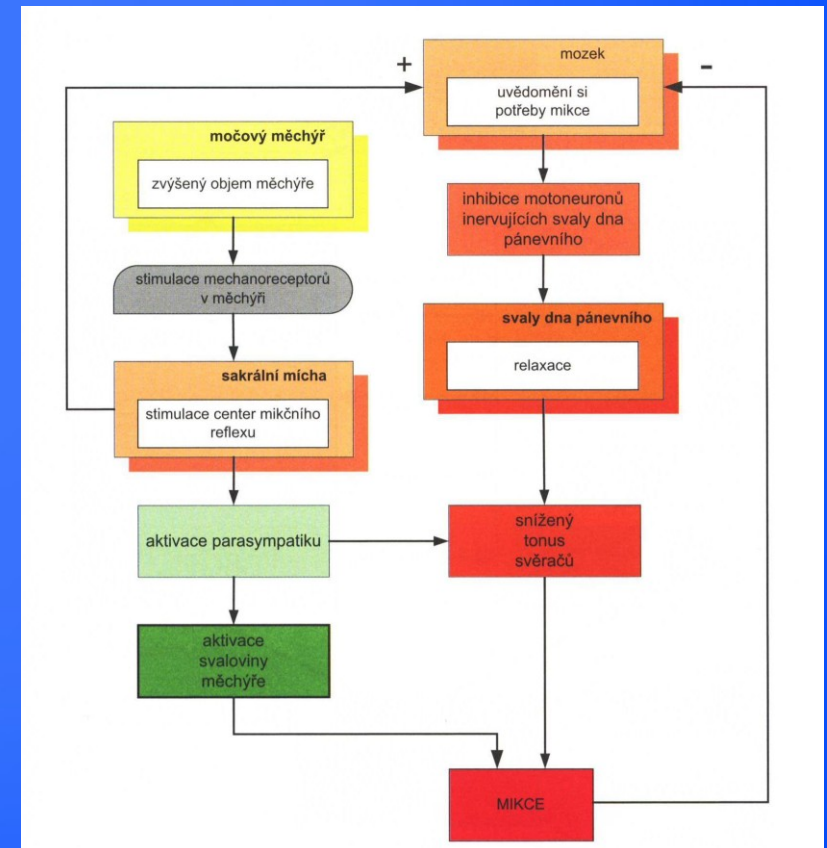 +
mozek
-
uvědomění si
potřeby mikce
močový měchýř
zvýšený objem měchýře
inhibice motoneuronů
inervujících svaly dna
pánevního
stimulace mechanoreceptorů
v měchýři
svaly dna pánevního
relaxace
sakrální mícha
stimulace center mikčního
reflexu
aktivace parasympatiku
snížený
tonus
svěračů
aktivace
svaloviny
měchýře
MIKCE